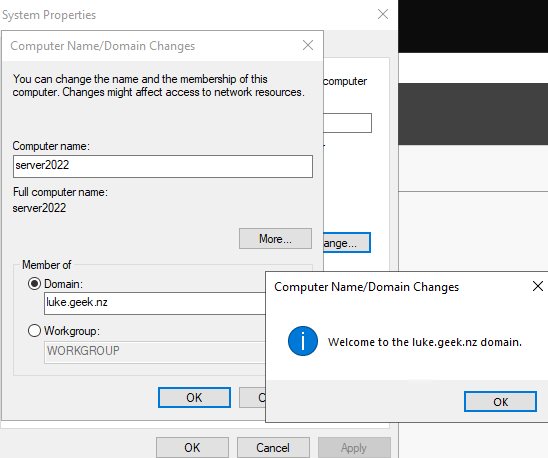 System Properties
Computer Name/Domain Changes
You can change the name and the membership of this
computer. Changes might affect access to network resources.
computer
Computer name:
server2022
Full computer name:
server2022
More...
ange...
Member of
Domain:
luke.geek.nz
Workgroup:
WORKGROUP
OK
Computer Name/Domain Changes
Welcome to the luke.geek.nz domain.
OK
OK
Cancel
Apply